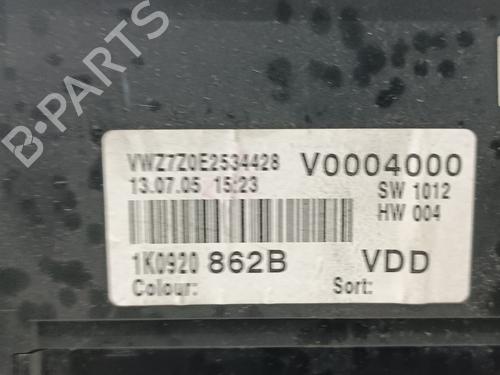 B-PARTS
VWZ7Z0E2534428 V0004000
13.07.05 15:23 SW 1012
HW 004
1K0920 862B VDD
Colour: Sort: